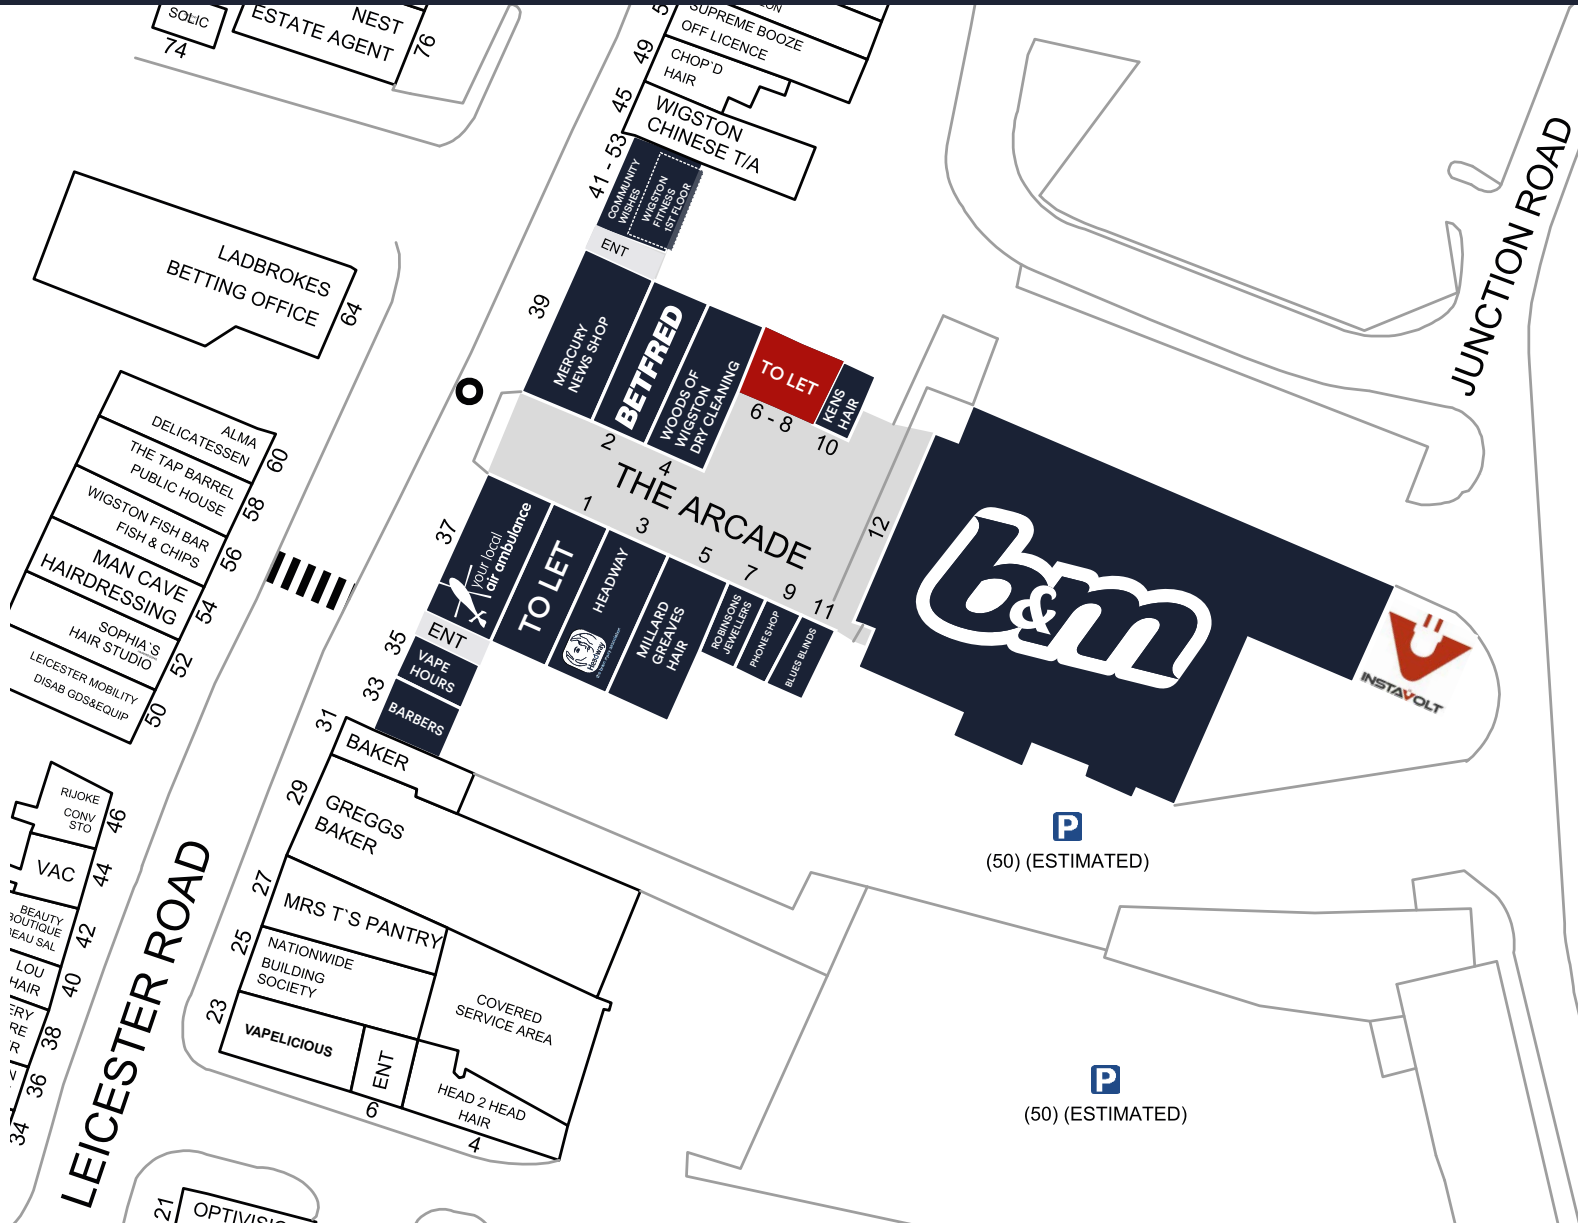 SOLIC
74
NEST
ESTATE AGENT
76
SUPREME BOOZE
OFF LICENCE
49
CHOP`D
HAIR
45
WIGSTON
CHINESE T/A
41 - 53
COMMUNITY
WISHES
WIGSTON
FITNESS
1ST FLOOR
ENT
39
MERCURY
NEWS SHOP
BETFRED
WOODS OF
WIGSTON
DRY CLEANING
TO LET
KENS
HAIR
6 - 8
10
2
4
THE ARCADE
12
1
3
5
7
9
11
37
your local
air ambulance
TO LET
HEADWAY
Headway
MILLARD
GREAVES
HAIR
ROBINSONS
JEWELLERS
PHONE SHOP
BLUES BLINDS
b&m
INSTAVOLT
JUNCTION ROAD
LADBROKES
BETTING OFFICE
64
ALMA
DELICATESSEN
60
THE TAP BARREL
PUBLIC HOUSE
58
WIGSTON FISH BAR
FISH & CHIPS
56
MAN CAVE
HAIRDRESSING
54
SOPHIA`S
HAIR STUDIO
52
LEICESTER MOBILITY
DISAB GDS&EQUIP
50
35
ENT
VAPE
HOURS
33
BARBERS
31
BAKER
29
GREGGS
BAKER
27
MRS T`S PANTRY
25
NATIONWIDE
BUILDING
SOCIETY
23
VAPELICIOUS
ENT
6
COVERED
SERVICE AREA
HEAD 2 HEAD
HAIR
4
RIJOKE
CONV
STO
46
VAC
44
BEAUTY
BOUTIQUE
BEAU SAL
42
LOU
HAIR
40
38
36
34
LEICESTER ROAD
21
P
(50) (ESTIMATED)
P
(50) (ESTIMATED)